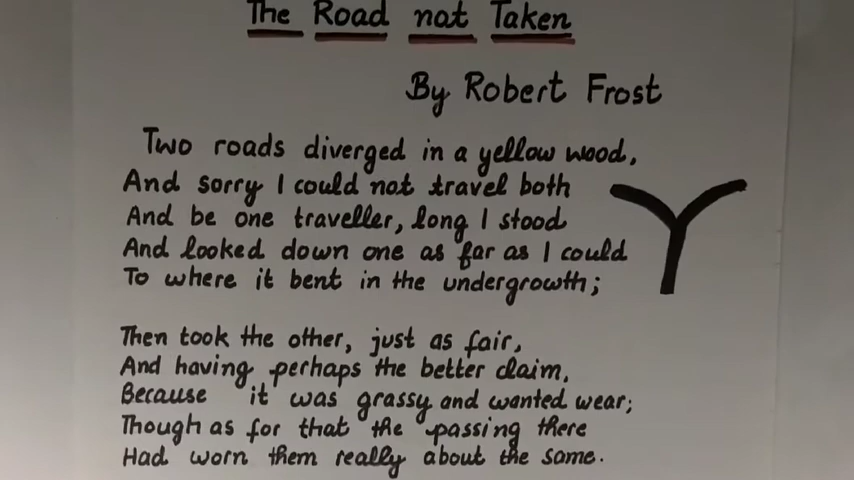 The Road not Taken
By Robert Frost
Two roads diverged in a yellow wood,
And sorry I could not travel both
And be one traveller, long I stood
And looked down one as far as I could
To where it bent in the undergrowth;
Then took the other, just as fair,
And having perhaps the better claim,
Because it was grassy and wanted wear;
Though as for that the passing there
Had worn them really about the same.